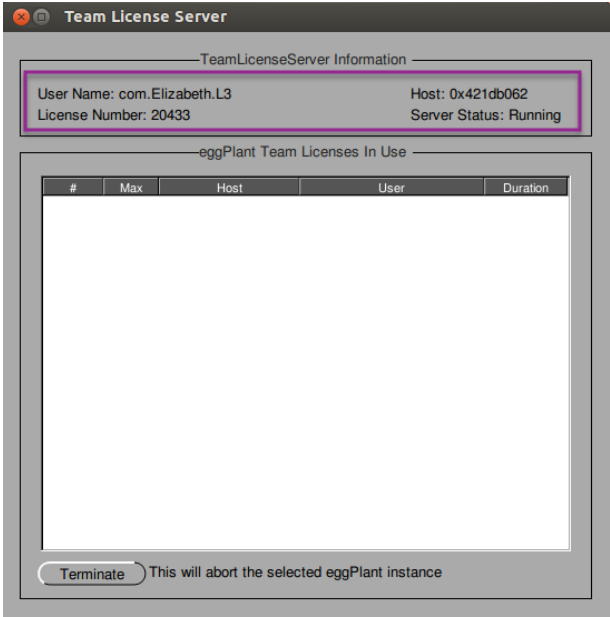 Team License Server
TeamLicenseServer Information
User Name: com.Elizabeth.L3 Host: 0x421db062
License Number: 20433 Server Status: Running
eggPlant Team Licenses In Use
# Max Host User Duration
Terminate This will abort the selected eggPlant instance